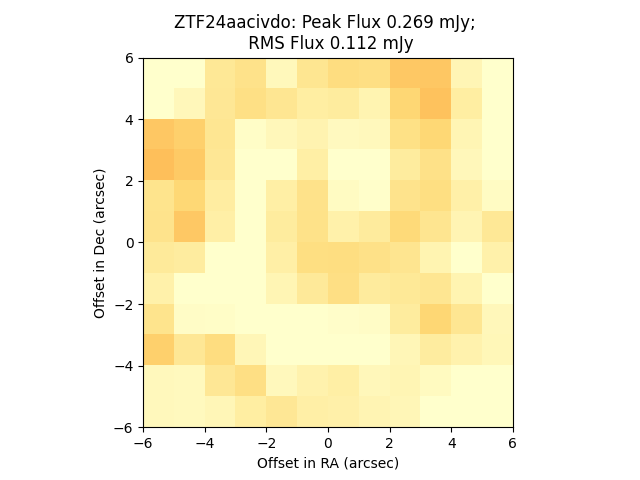 ZTF24aacivdo: Peak Flux 0.269 mJy;
RMS Flux 0.112 mJy
6
4
2
0
−2
−4
−6
Offset in Dec (arcsec)
−6 −4 −2 0 2 4 6
Offset in RA (arcsec)